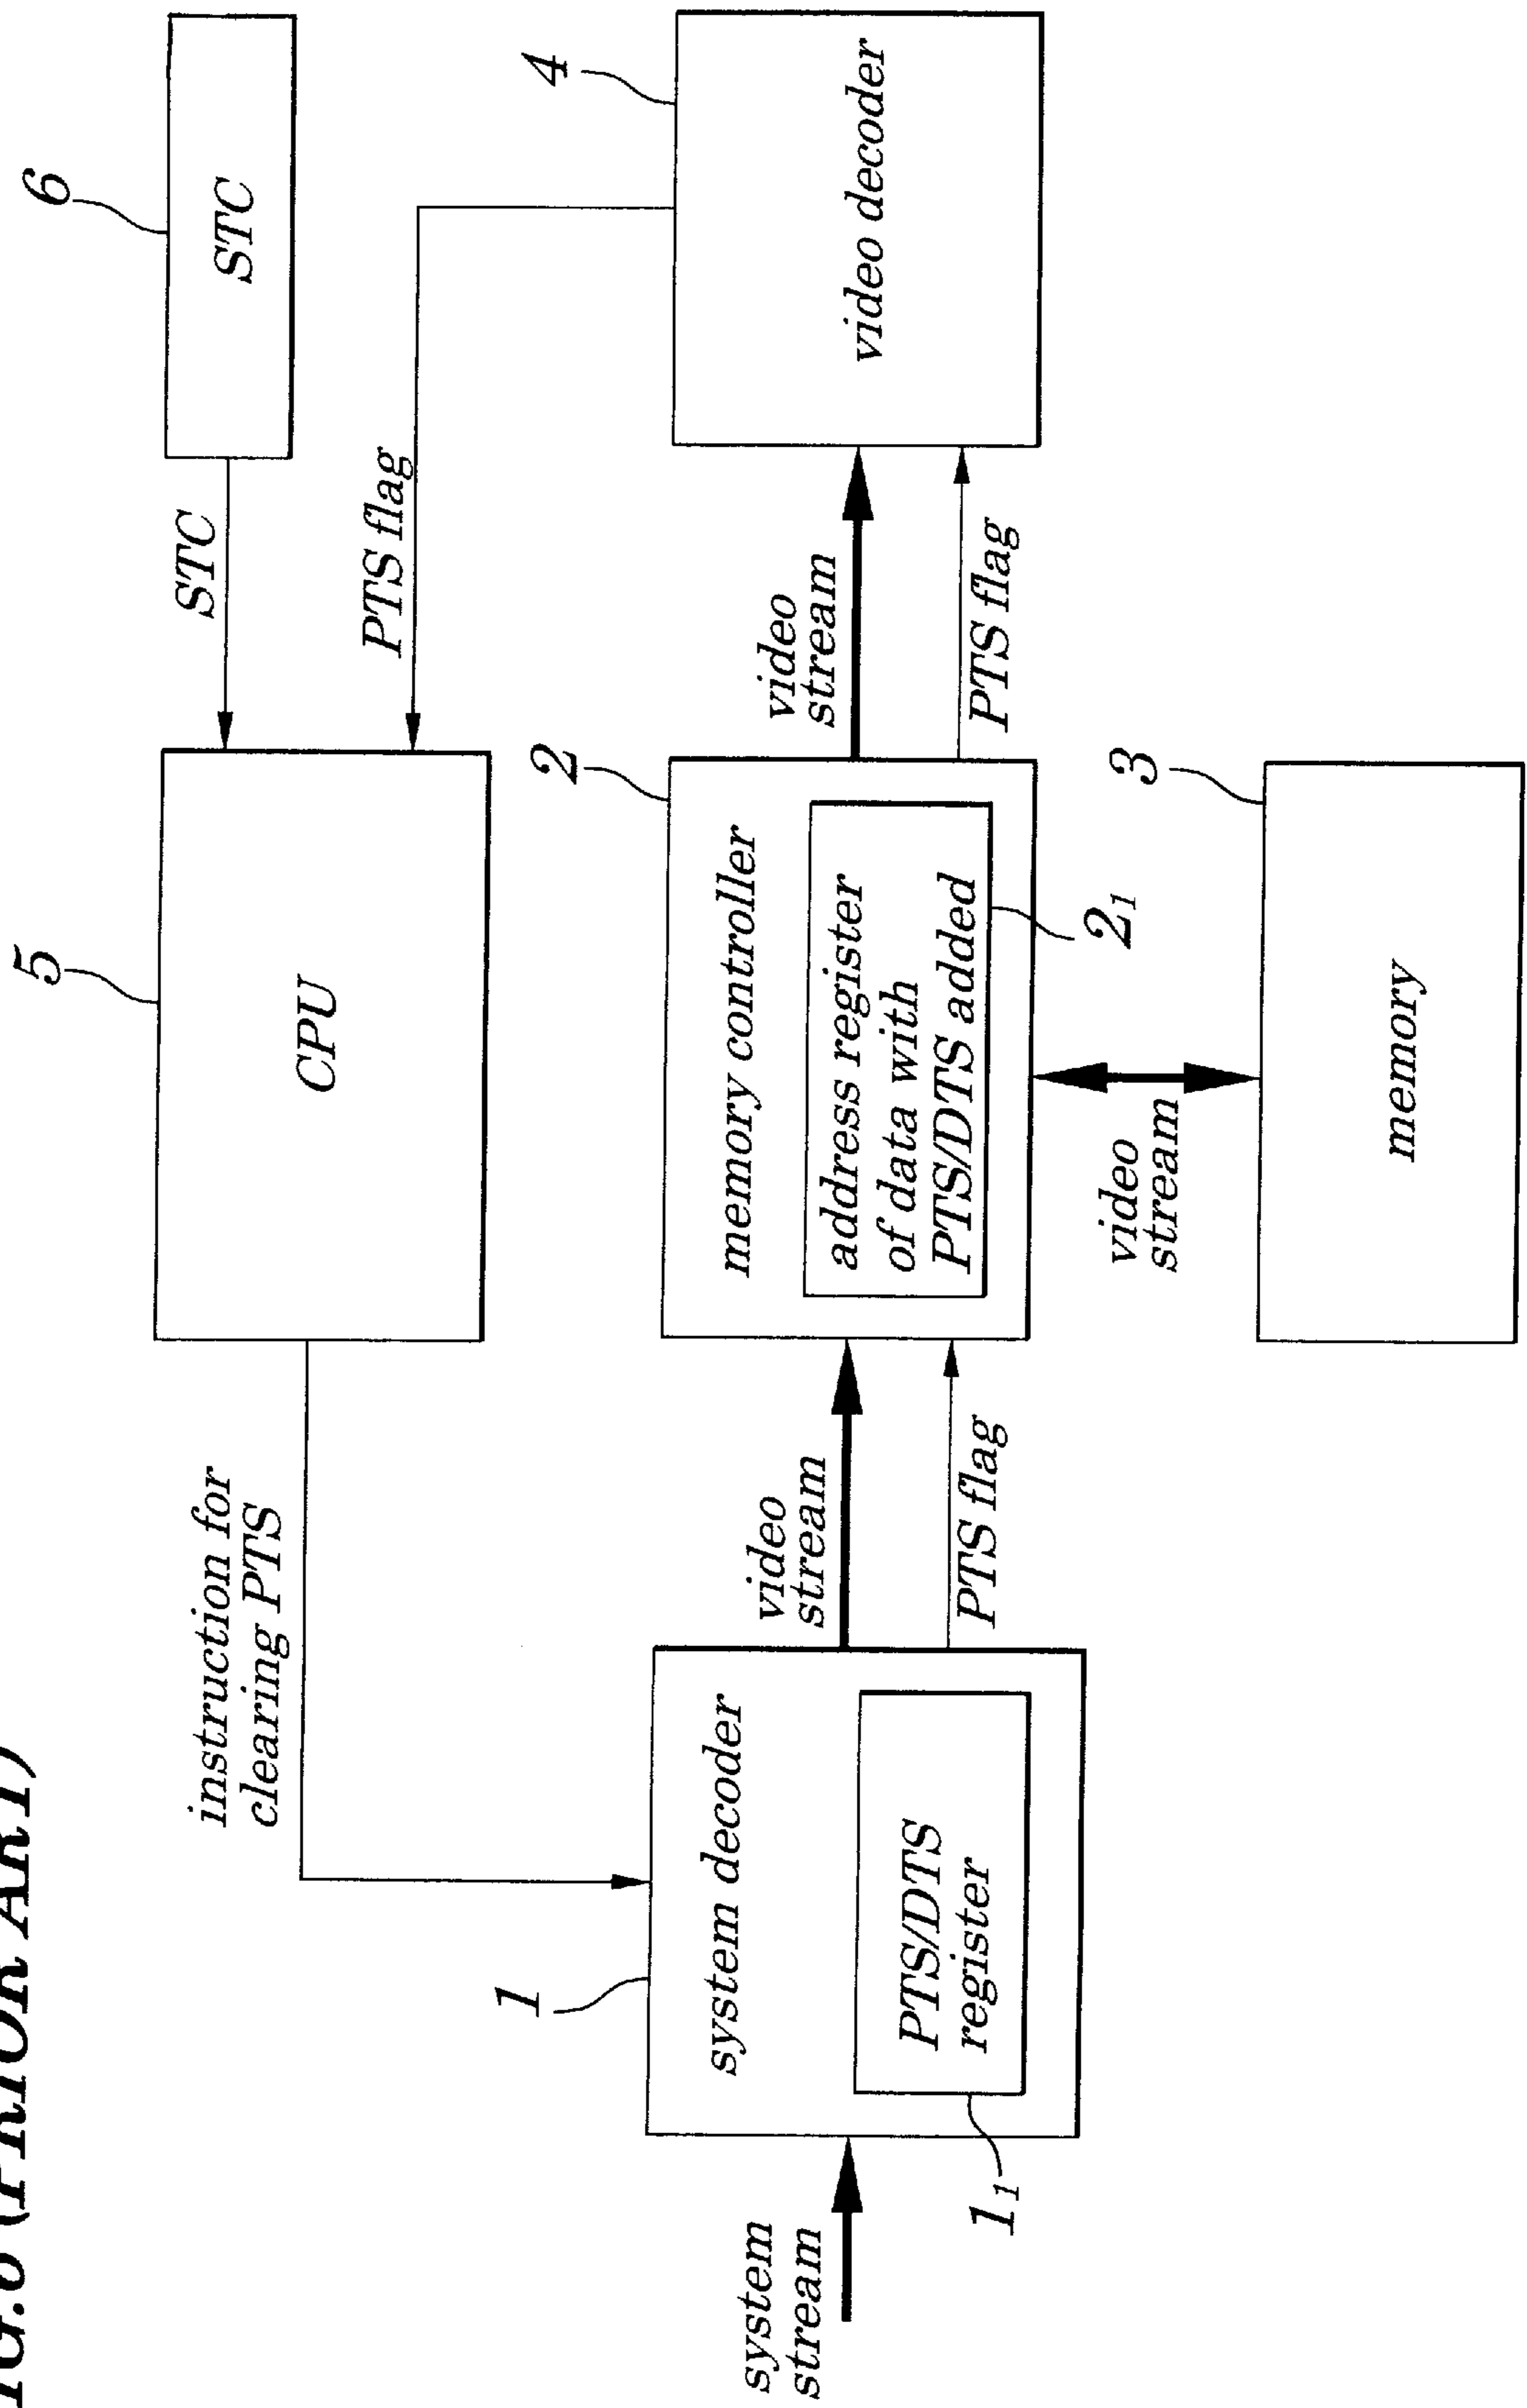 (PRIOR ART)
6
STC
STC
5
CPU
PTS flag
instruction for
clearing PTS
4
video decoder
video
stream
PTS flag
2
memory controller
address register
of data with
PTS/DTS added
2₁
3
memory
video
stream
video
stream
PTS flag
1
system decoder
PTS/DTS
register
1₁
system
stream